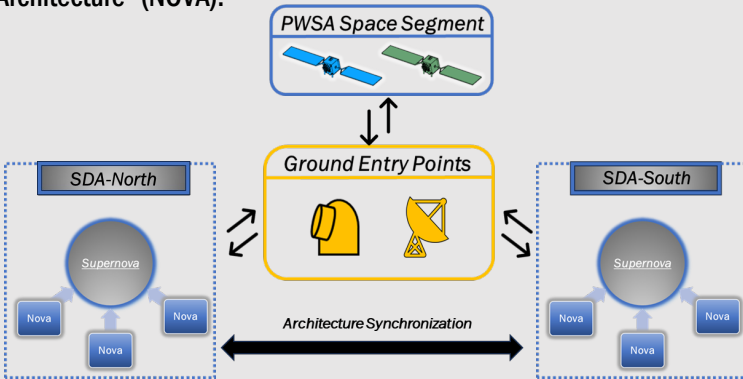 Architecture (NOVA).
PWSA Space Segment
Ground Entry Points
SDA-North
SDA-South
Supernova
Supernova
Nova
Nova
Nova
Nova
Nova
Nova
Architecture Synchronization